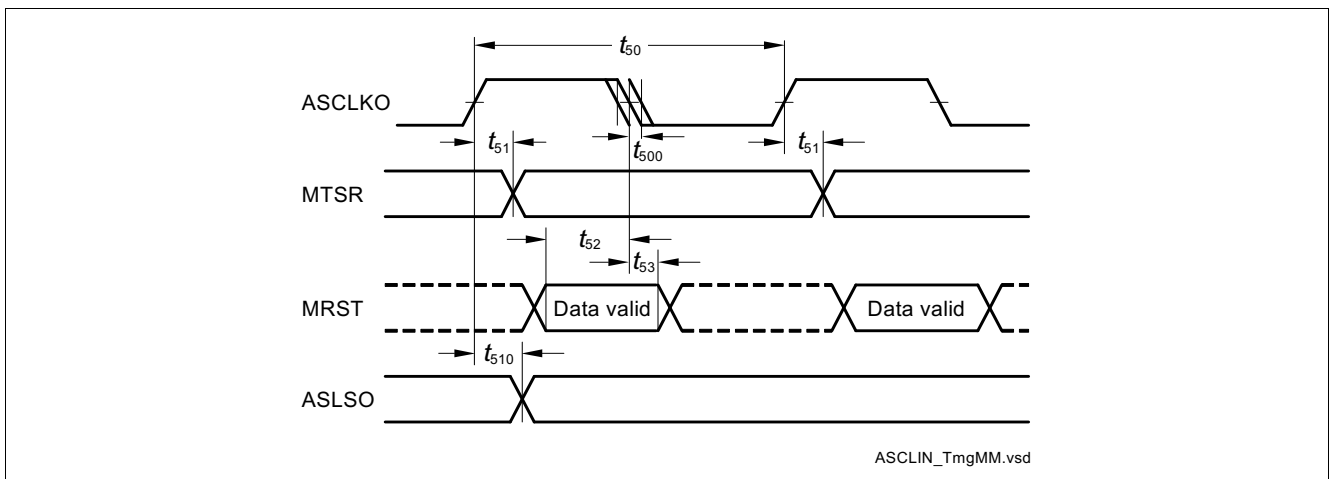 t50
ASCLKO
t51
t500
t51
MTSR
t52
t53
MRST
Data valid
Data valid
t510
ASLSO
ASCLIN_TmgMM.vsd